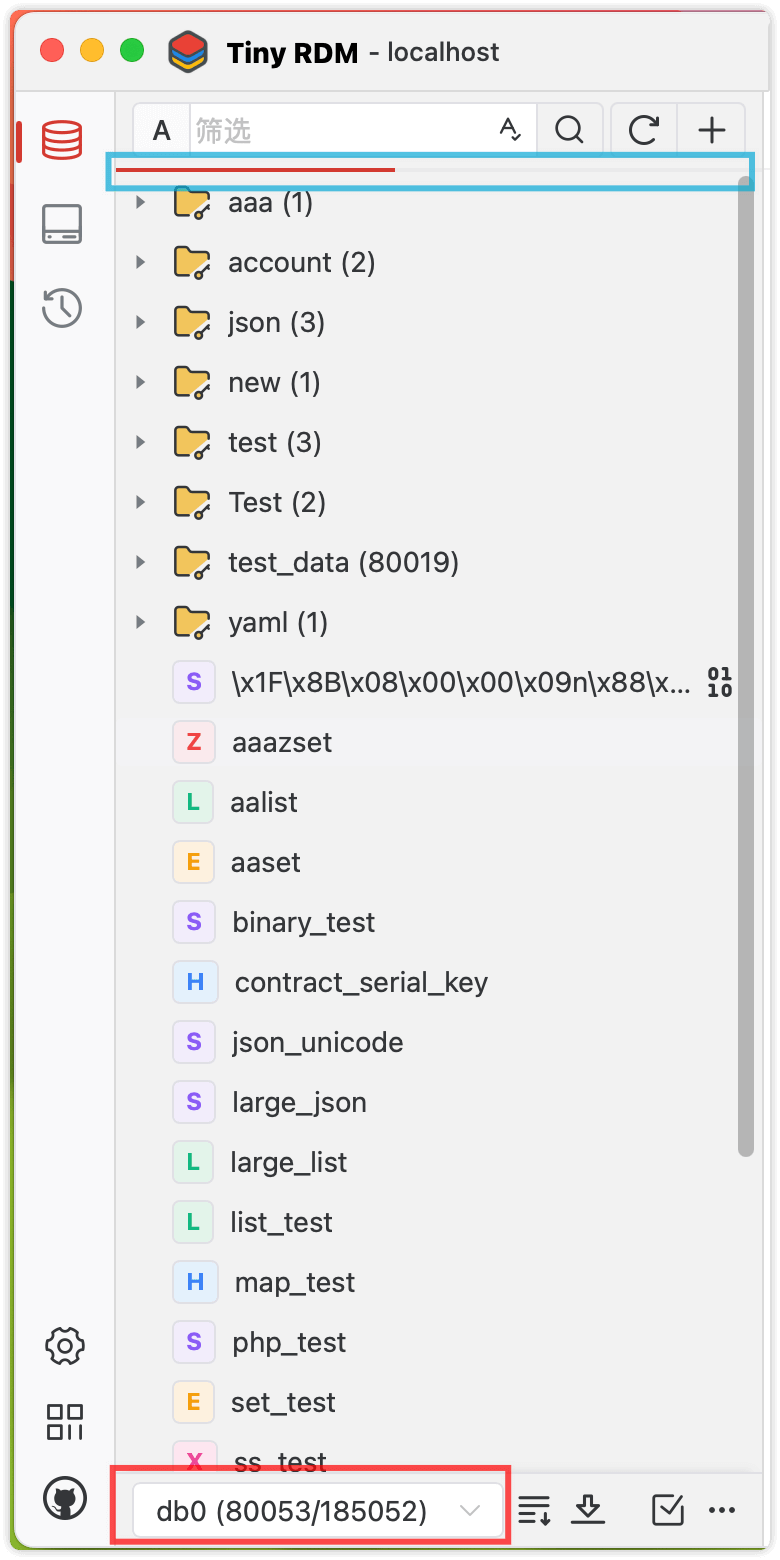 Tiny RDM - localhost
A 筛选
aaa (1)
account (2)
json (3)
new (1)
test (3)
Test (2)
test_data (80019)
yaml (1)
S \x1F\x8B\x08\x00\x00\x09n\x88\x... 01 10
Z aaazset
L aalist
E aaset
S binary_test
H contract_serial_key
S json_unicode
S large_json
L large_list
L list_test
H map_test
S php_test
E set_test
X ss_test
db0 (80053/185052)